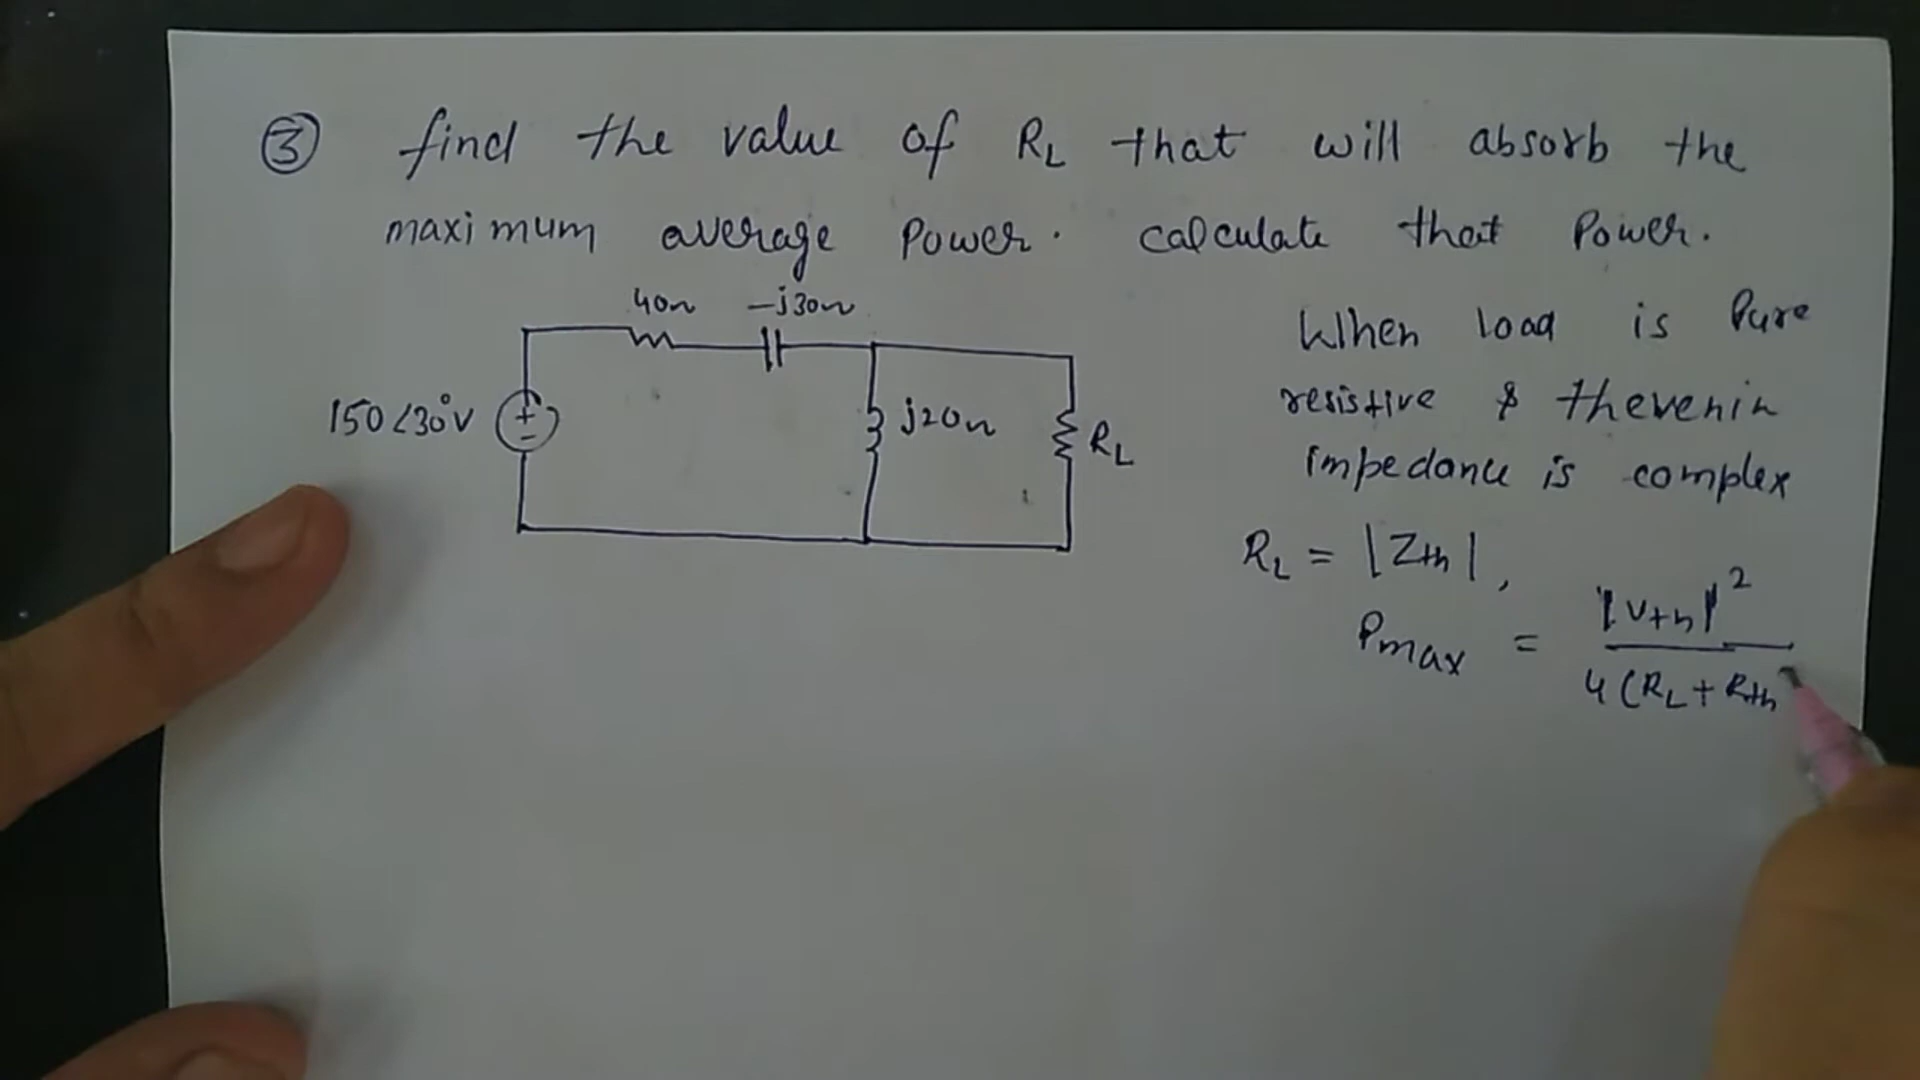 ③ find the value of RL that will absorb the
maximum average Power. calculate that Power.
40Ω -j30Ω
150<30°V
+
-
j20Ω
RL
When load is Pure
resistive & thevenin
impedance is complex
RL = |Zth|,
Pmax = |Vth|²
4(RL + Rth